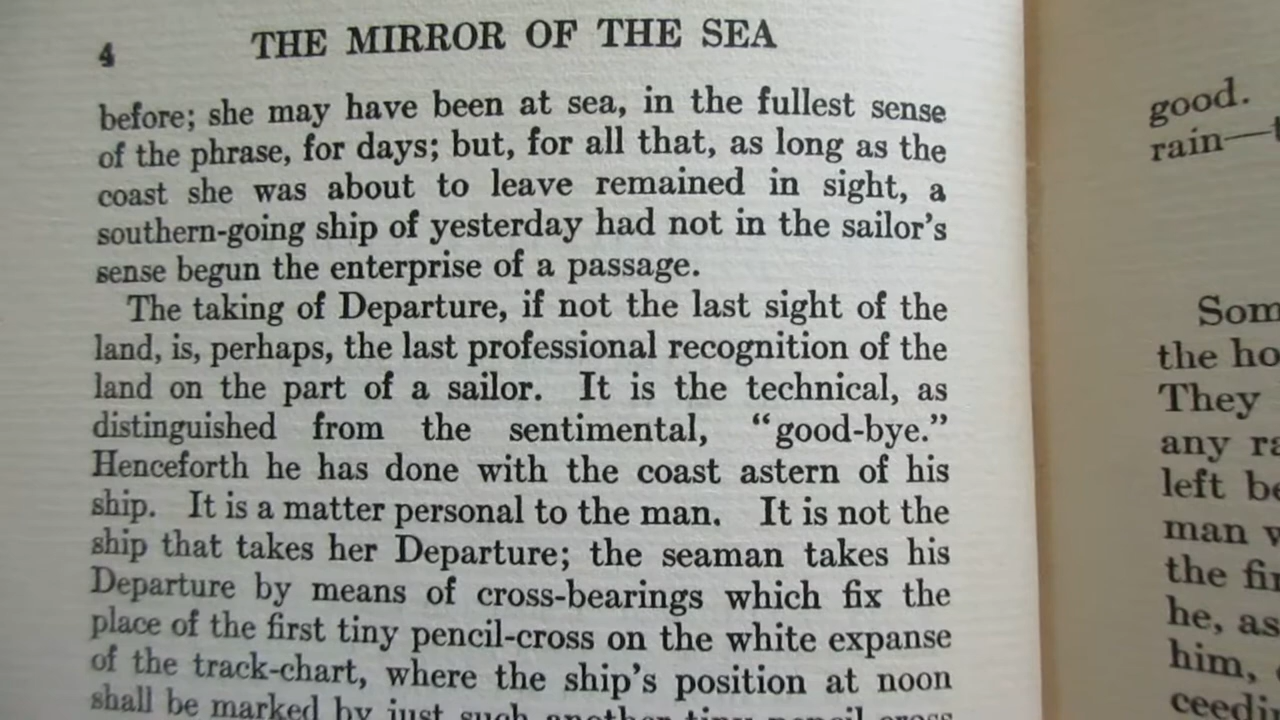 4 THE MIRROR OF THE SEA
before; she may have been at sea, in the fullest sense
of the phrase, for days; but, for all that, as long as the
coast she was about to leave remained in sight, a
southern-going ship of yesterday had not in the sailor's
sense begun the enterprise of a passage.
The taking of Departure, if not the last sight of the
land, is, perhaps, the last professional recognition of the
land on the part of a sailor. It is the technical, as
distinguished from the sentimental, “good-bye.”
Henceforth he has done with the coast astern of his
ship. It is a matter personal to the man. It is not the
ship that takes her Departure; the seaman takes his
Departure by means of cross-bearings which fix the
place of the first tiny pencil-cross on the white expanse
of the track-chart, where the ship's position at noon
shall be marked by just such another tiny pencil cross
good.
rain—
the
They
any
left
man
the
he, as
him,